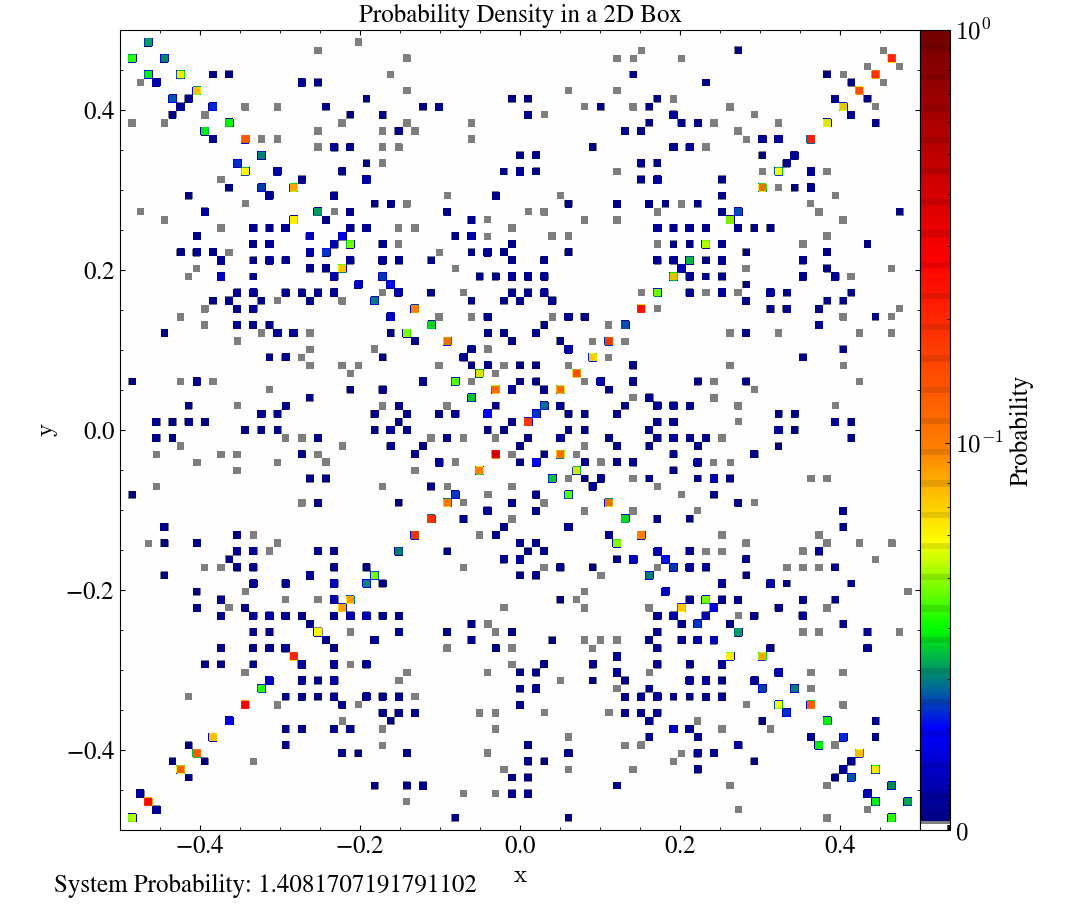 Probability Density in a 2D Box
10⁰
0.4
0.2
0.0
−0.2
−0.4
y
10⁻¹
Probability
0
−0.4 −0.2 0.0 0.2 0.4
x
System Probability: 1.4081707191791102